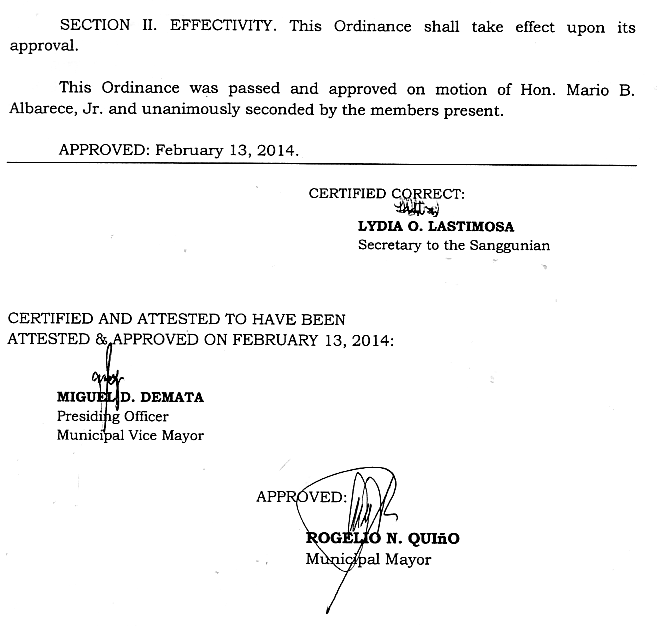 SECTION II. EFFECTIVITY. This Ordinance shall take effect upon its
approval.
This Ordinance was passed and approved on motion of Hon. Mario B.
Albarece, Jr. and unanimously seconded by the members present.
APPROVED: February 13, 2014.
CERTIFIED CORRECT:
LYDIA O. LASTIMOSA
Secretary to the Sanggunian
CERTIFIED AND ATTESTED TO HAVE BEEN
ATTESTED & APPROVED ON FEBRUARY 13, 2014:
MIGUEL D. DEMATA
Presiding Officer
Municipal Vice Mayor
APPROVED:
ROGELIO N. QUIñO
Municipal Mayor